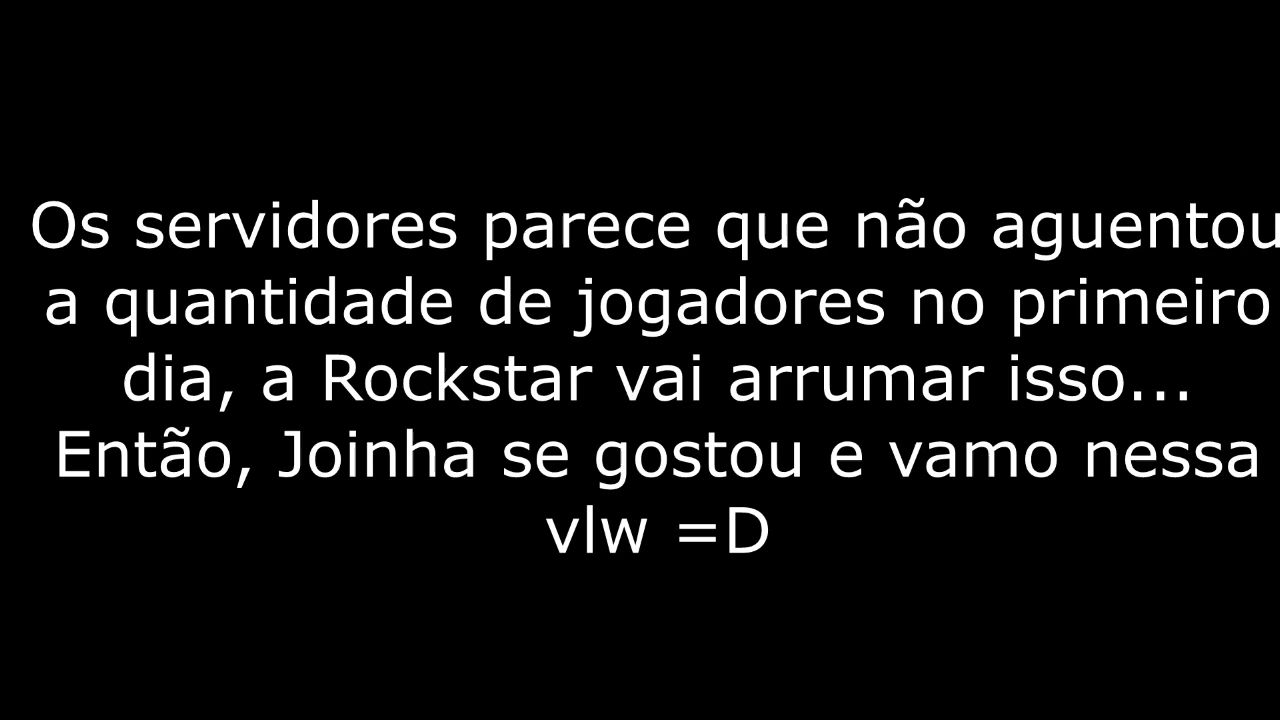 Os servidores parece que não aguentou
a quantidade de jogadores no primeiro
dia, a Rockstar vai arrumar isso...
Então, Joinha se gostou e vamo nessa
vlw =D